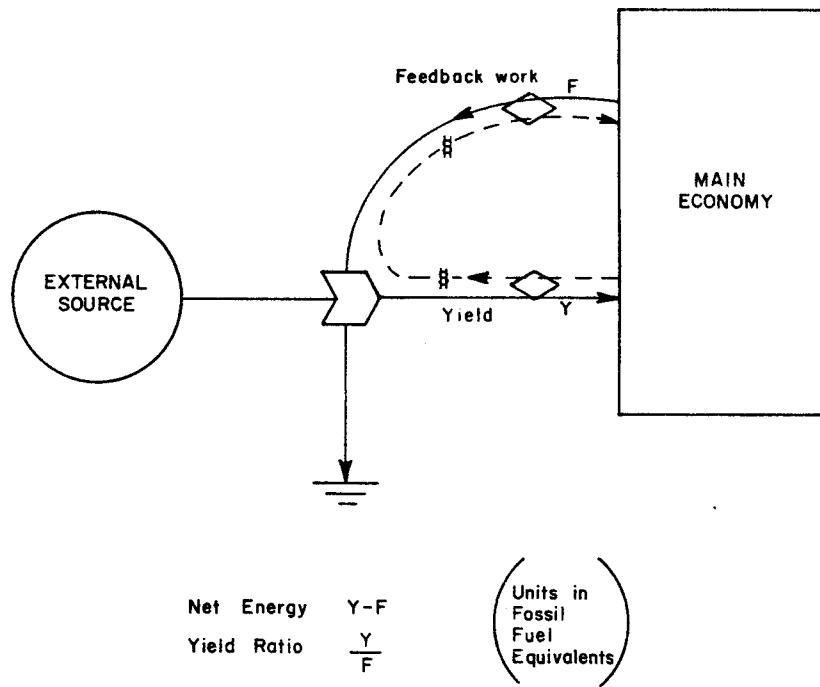 Feedback work
F
MAIN
ECONOMY
EXTERNAL
SOURCE
$
$
Yield
Y
Net Energy Y-F
Yield Ratio Y
F
Units in
Fossil
Fuel
Equivalents